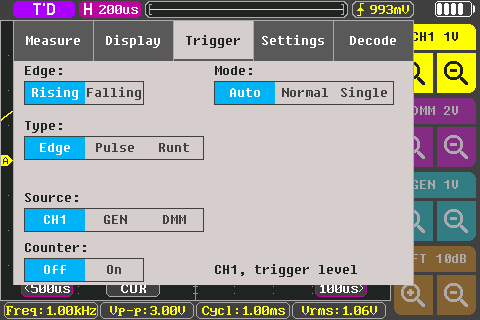 T'D H 200us 993mV
Measure Display Trigger Settings Decode
CH1 1V
Edge: Mode:
Rising Falling Auto Normal Single
DMM 2V
Type:
Edge Pulse Runt
A
GEN 1V
Source:
CH1 GEN DMM
Counter:
FT 10dB
Off On CH1, trigger level
<500us CUR 100us>
Freq:1.00kHz Vp-p:3.00V Cycl:1.00ms Vrms:1.06V